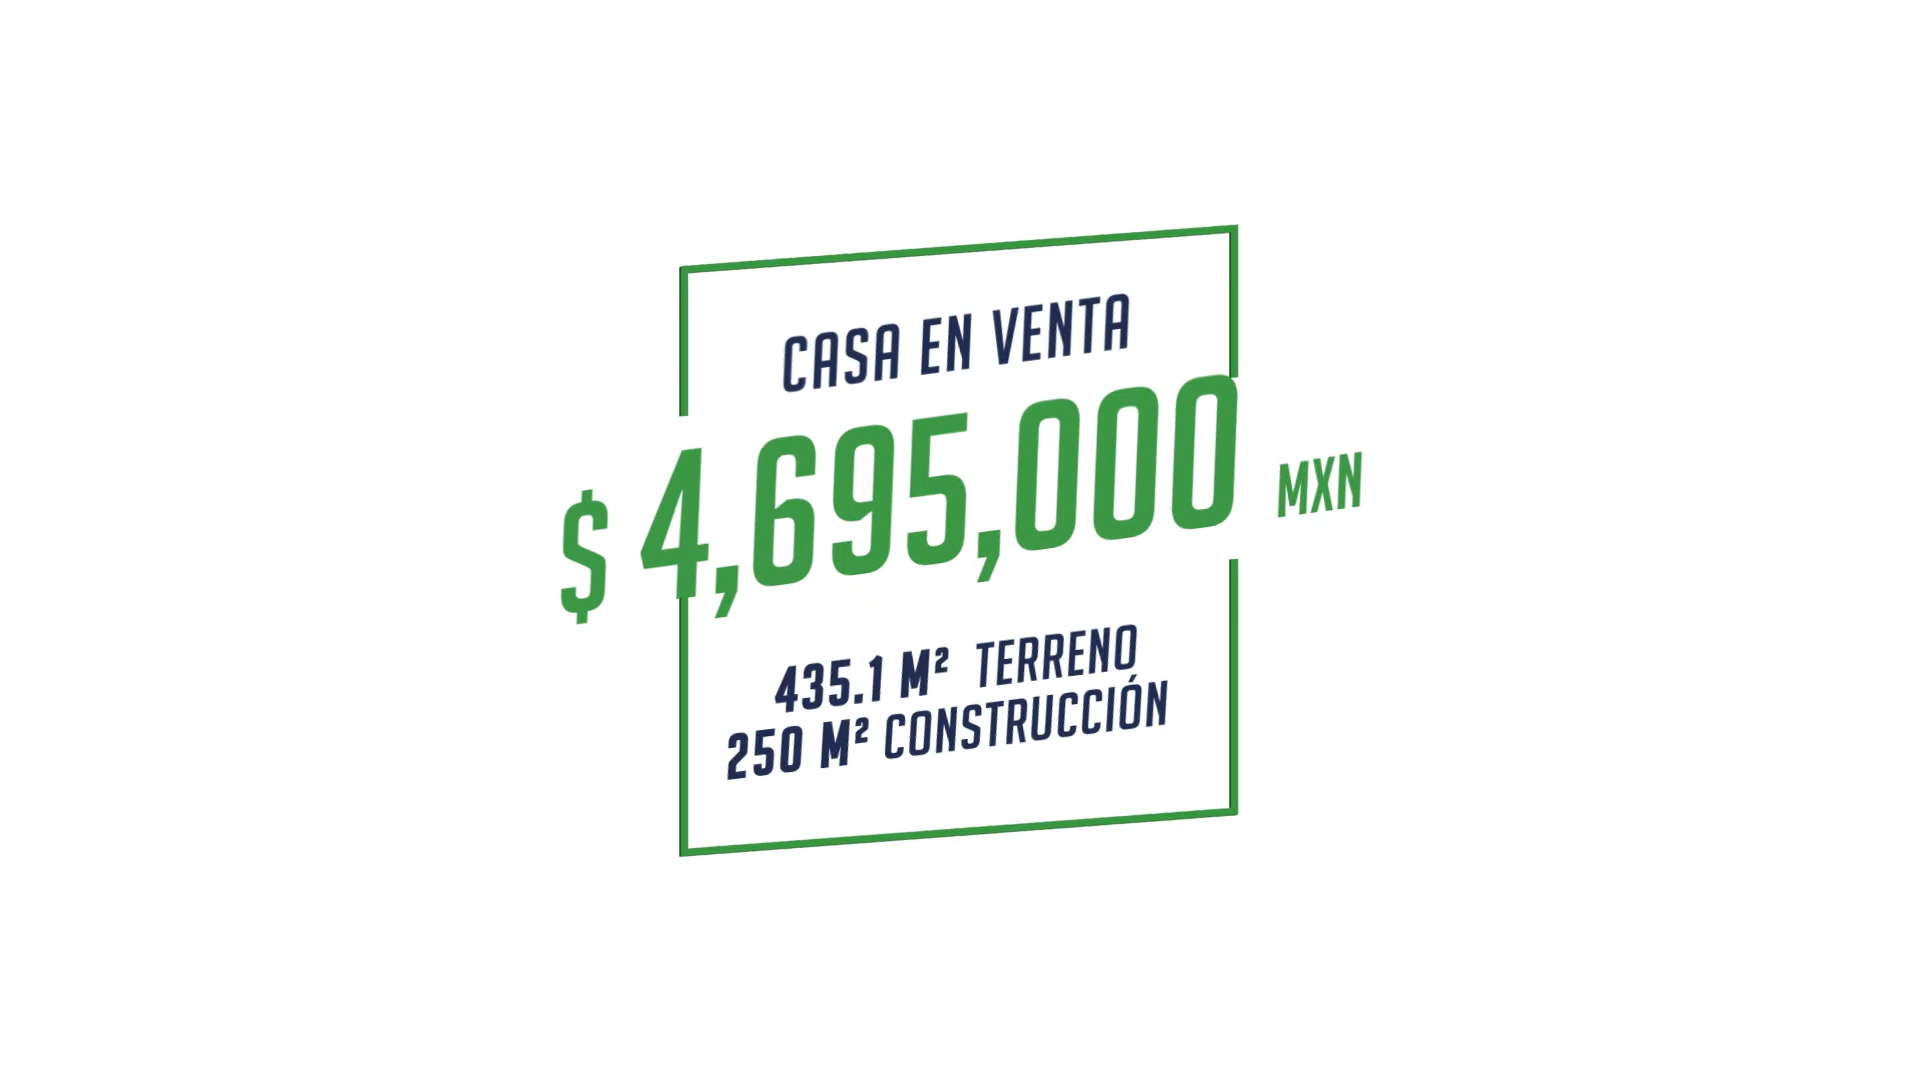 CASA EN VENTA
$ 4,695,000 MXN
435.1 M² TERRENO
250 M² CONSTRUCCIÓN